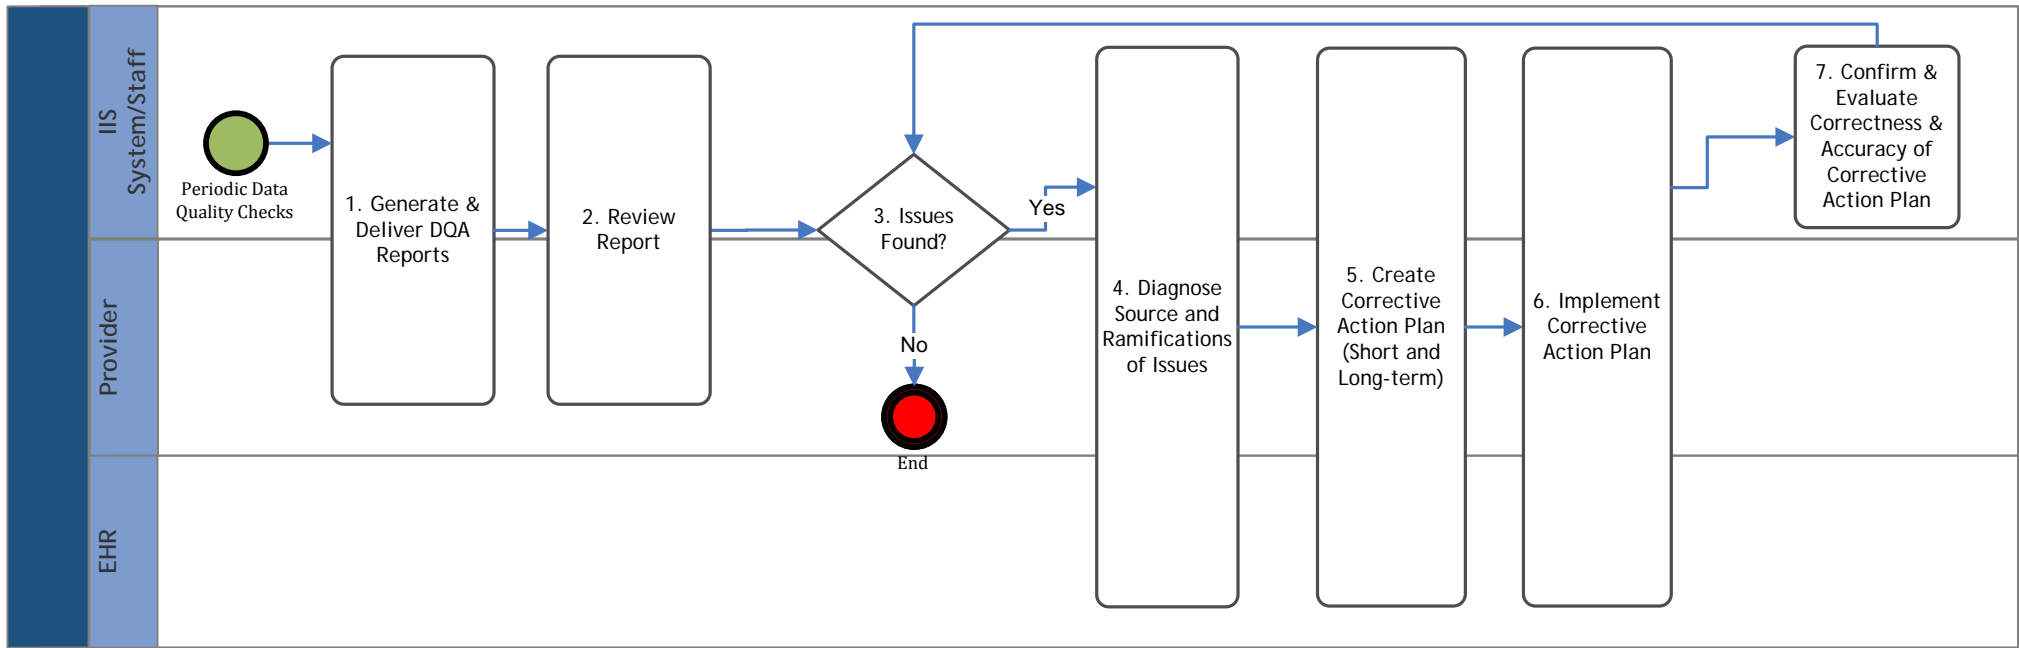 IIS
System/Staff
Provider
EHR
Periodic Data
Quality Checks
1. Generate &
Deliver DQA
Reports
2. Review
Report
3. Issues
Found?
Yes
No
End
4. Diagnose
Source and
Ramifications
of Issues
5. Create
Corrective
Action Plan
(Short and
Long-term)
6. Implement
Corrective
Action Plan
7. Confirm &
Evaluate
Correctness &
Accuracy of
Corrective
Action Plan